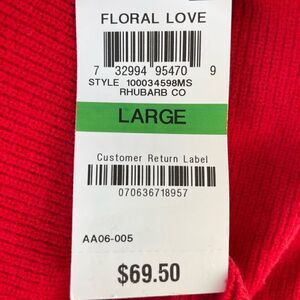 FLORAL LOVE
7 32994 95470 9
STYLE 100034598MS
RHUBARB CO
LARGE
Customer Return Label
070636718957
AA06-005
$69.50